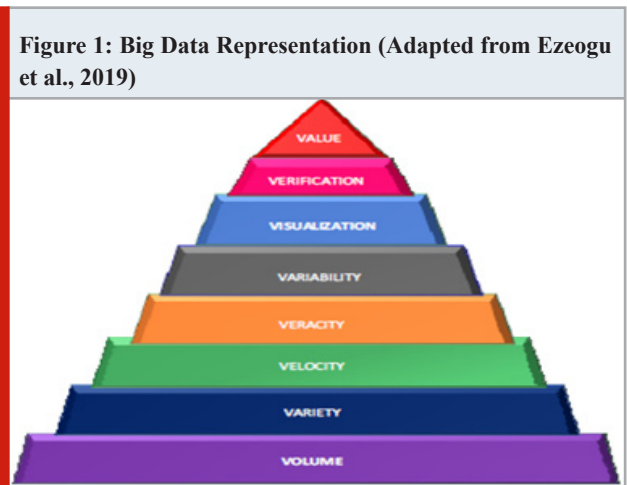 Figure 1: Big Data Representation (Adapted from Ezeogu
et al., 2019)
VALUE
VERIFICATION
VISUALIZATION
VARIABILITY
VERACITY
VELOCITY
VARIETY
VOLUME